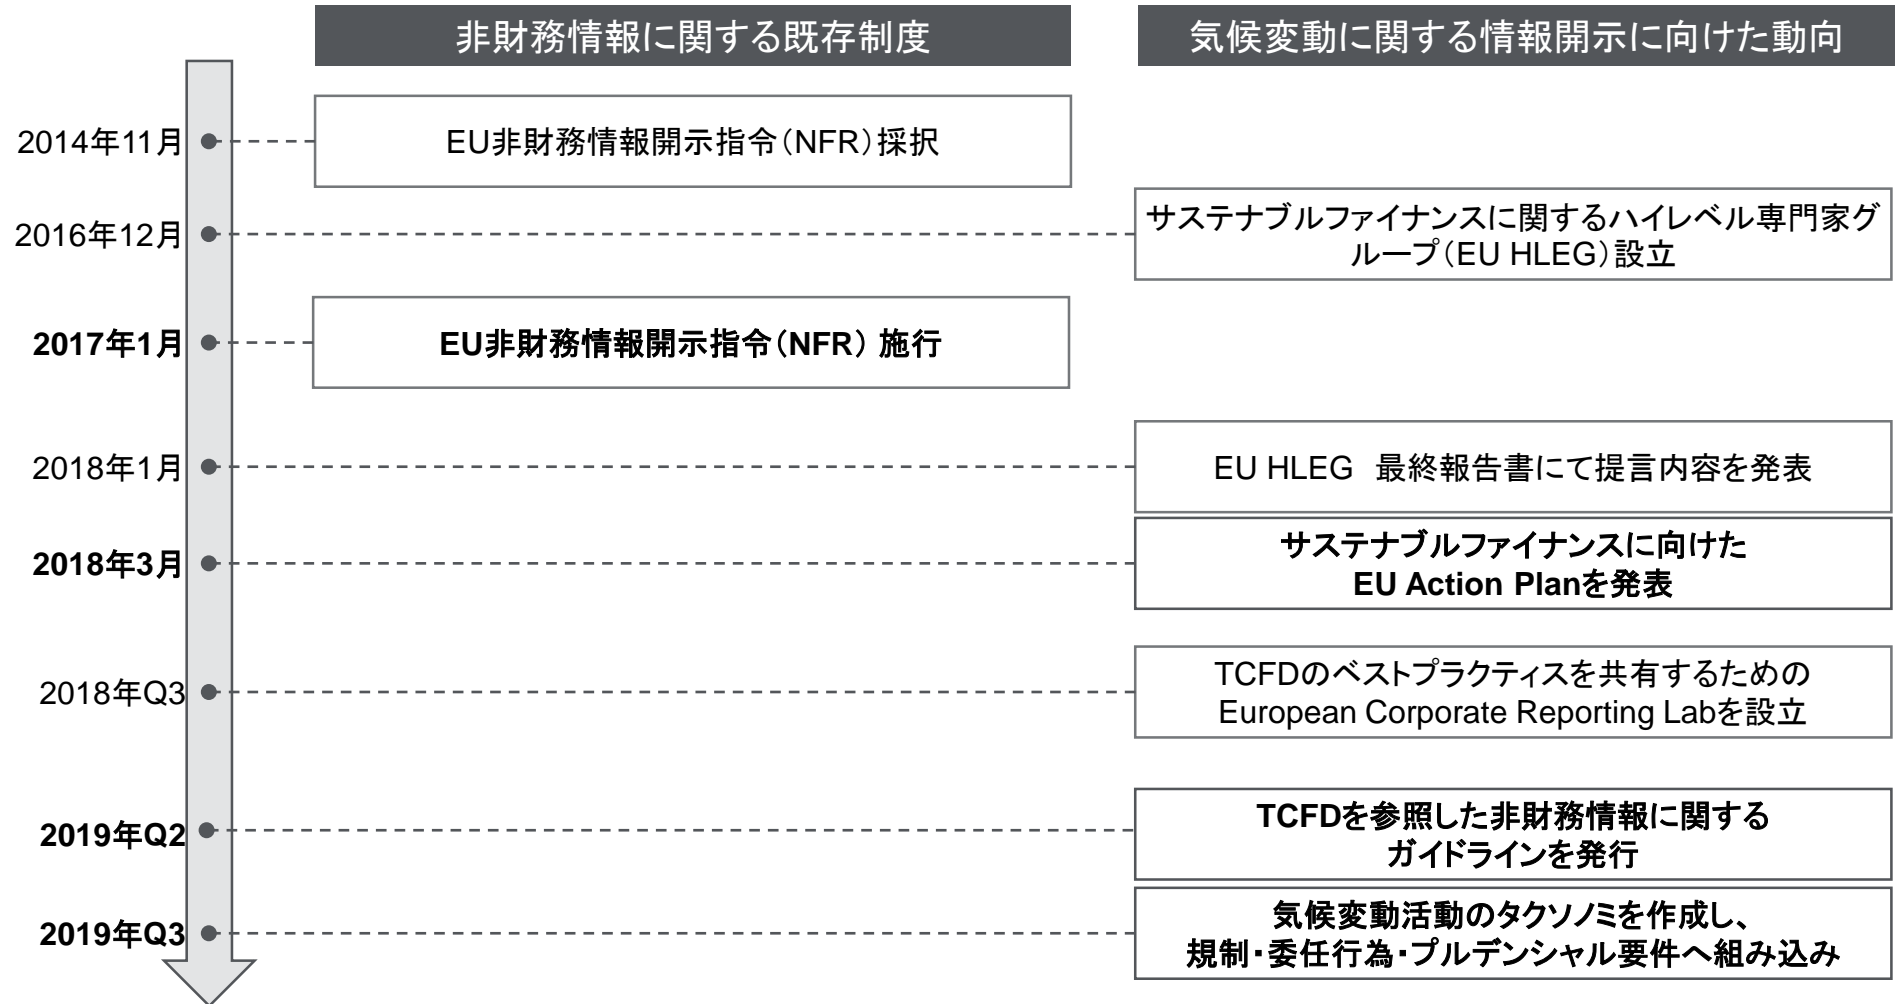 非財務情報に関する既存制度
気候変動に関する情報開示に向けた動向
2014年11月
EU非財務情報開示指令（NFR）採択
2016年12月
サステナブルファイナンスに関するハイレベル専門家グ
ループ（EU HLEG）設立
2017年1月
EU非財務情報開示指令（NFR） 施行
2018年1月
EU HLEG　最終報告書にて提言内容を発表
2018年3月
サステナブルファイナンスに向けた
EU Action Planを発表
2018年Q3
TCFDのベストプラクティスを共有するための
European Corporate Reporting Labを設立
2019年Q2
TCFDを参照した非財務情報に関する
ガイドラインを発行
2019年Q3
気候変動活動のタクソノミを作成し、
規制・委任行為・プルデンシャル要件へ組み込み